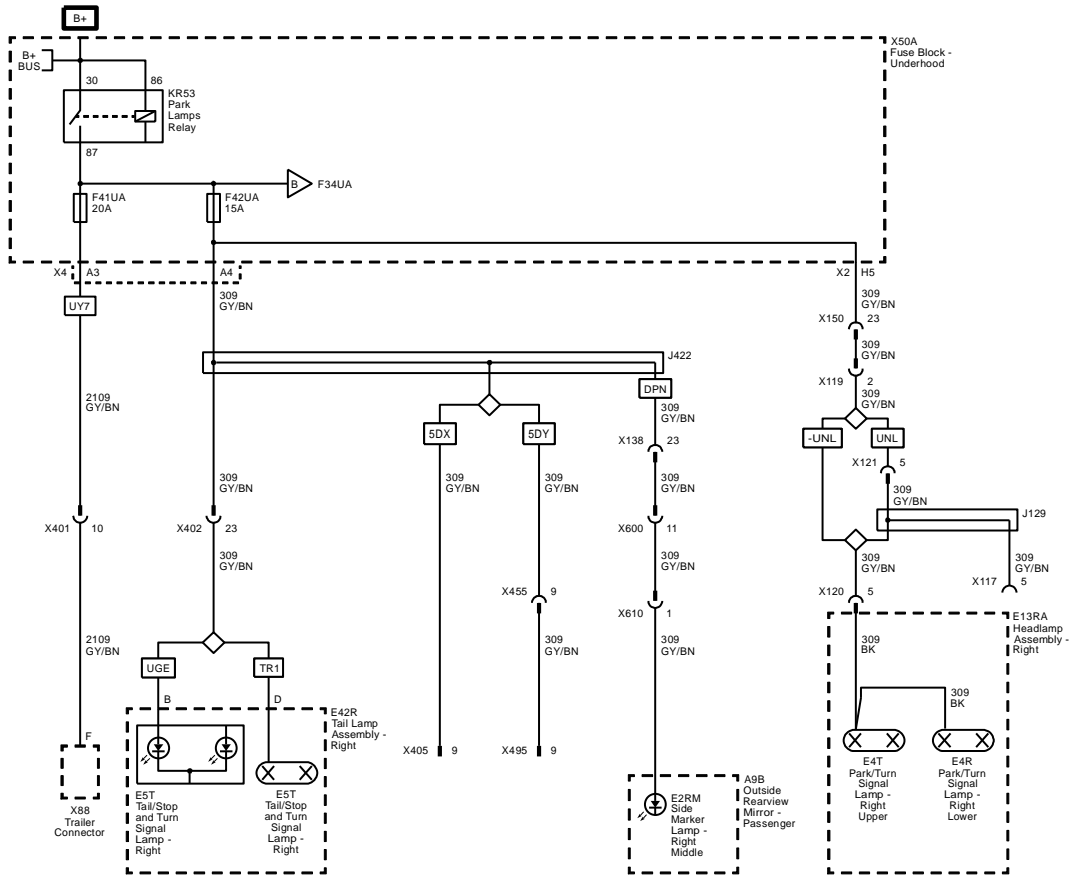 B+
X50A
Fuse Block -
Underhood
B+
BUS
30
86
KR53
Park
Lamps
Relay
87
F41UA
20A
F42UA
15A
B
F34UA
X4
A3
A4
X2
H5
UY7
309
GY/BN
309
GY/BN
X150
23
309
GY/BN
X119
2
309
GY/BN
J422
DPN
309
GY/BN
2109
GY/BN
5DX
5DY
X138
23
-UNL
UNL
X121
5
309
GY/BN
309
GY/BN
309
GY/BN
309
GY/BN
309
GY/BN
J129
X401
10
X402
23
X600
11
309
GY/BN
309
GY/BN
309
GY/BN
309
GY/BN
X117
5
X455
9
X610
1
X120
5
2109
GY/BN
309
GY/BN
309
GY/BN
309
BK
E13RA
Headlamp
Assembly -
Right
UGE
TR1
B
D
309
BK
E42R
Tail Lamp
Assembly -
Right
F
X405
9
X495
9
X88
Trailer
Connector
E5T
Tail/Stop
and Turn
Signal
Lamp -
Right
E5T
Tail/Stop
and Turn
Signal
Lamp -
Right
E2RM
Side
Marker
Lamp -
Right
Middle
A9B
Outside
Rearview
Mirror -
Passenger
E4T
Park/Turn
Signal
Lamp -
Right
Upper
E4R
Park/Turn
Signal
Lamp -
Right
Lower